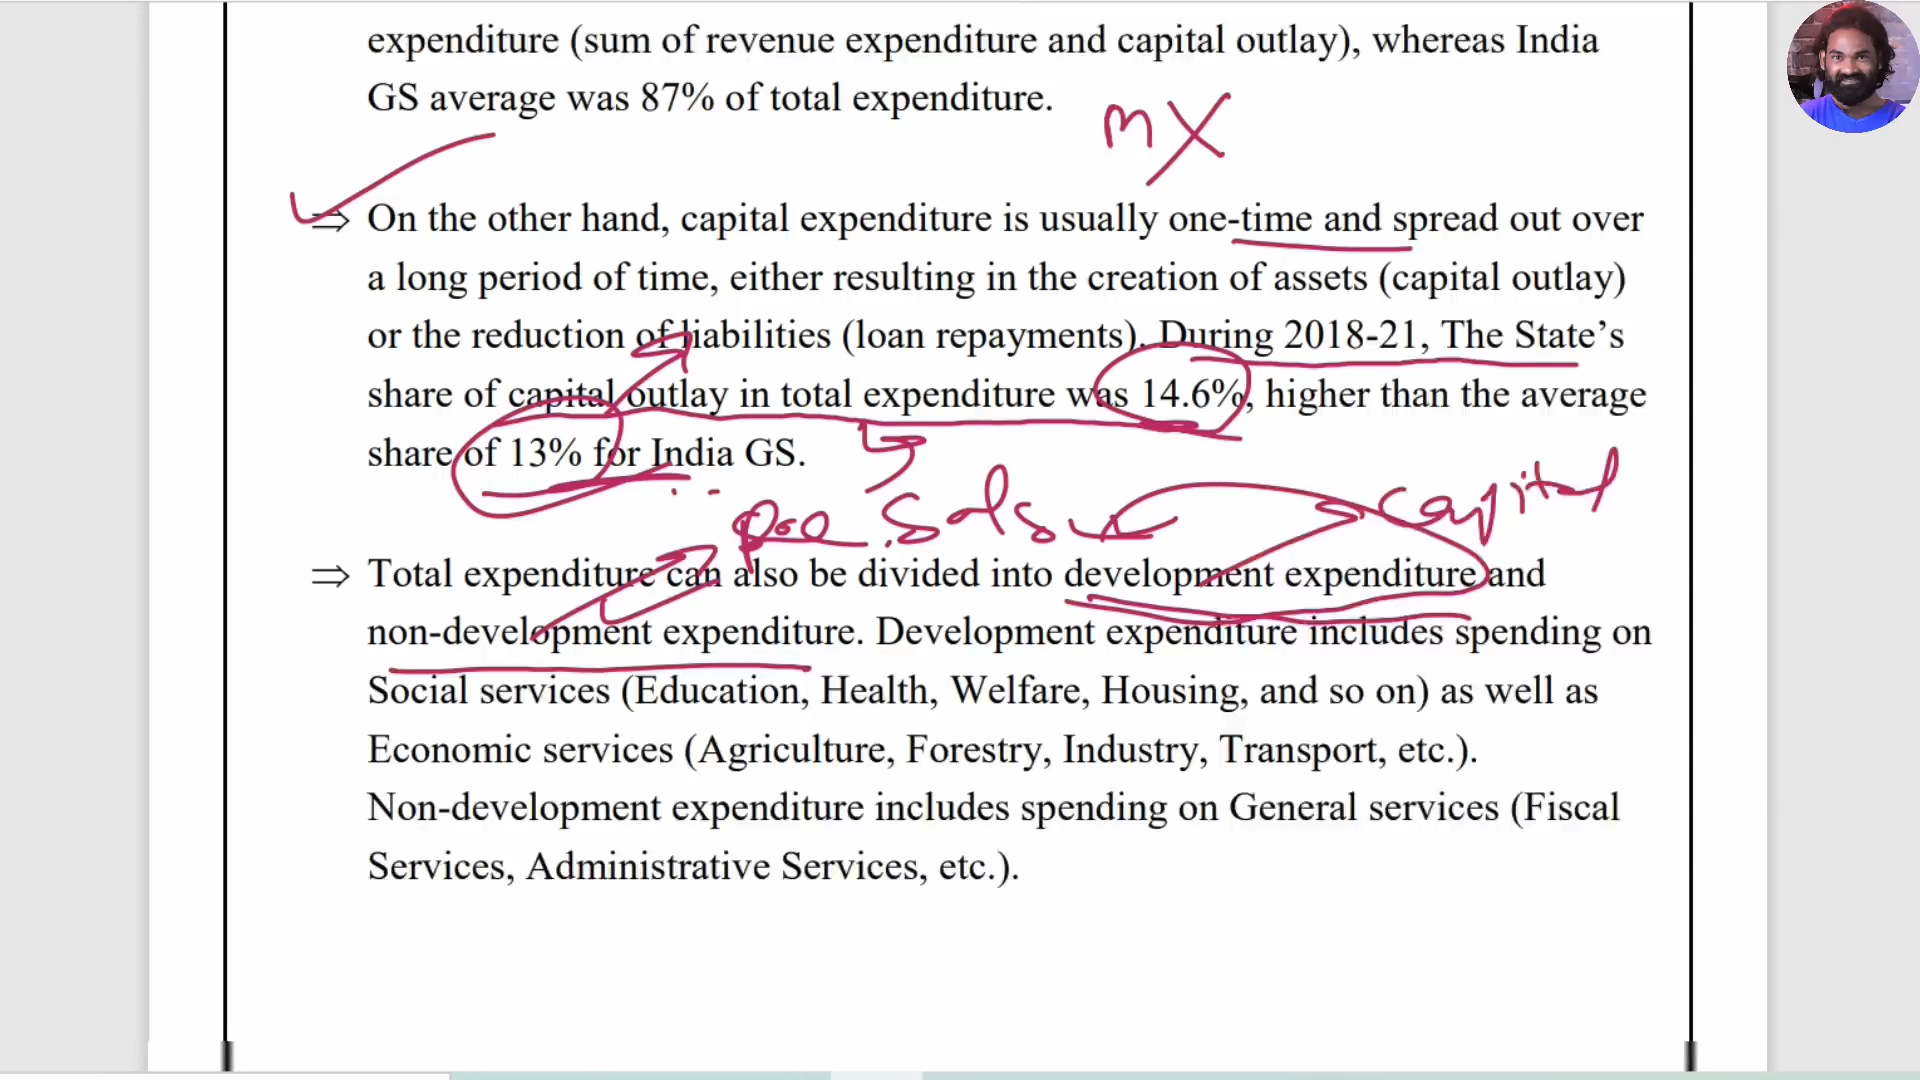 expenditure (sum of revenue expenditure and capital outlay), whereas India
GS average was 87% of total expenditure.
⇒ On the other hand, capital expenditure is usually one-time and spread out over
a long period of time, either resulting in the creation of assets (capital outlay)
or the reduction of liabilities (loan repayments). During 2018-21, The State’s
share of capital outlay in total expenditure was 14.6%, higher than the average
share of 13% for India GS.
capital
⇒ Total expenditure can also be divided into development expenditure and
non-development expenditure. Development expenditure includes spending on
Social services (Education, Health, Welfare, Housing, and so on) as well as
Economic services (Agriculture, Forestry, Industry, Transport, etc.).
Non-development expenditure includes spending on General services (Fiscal
Services, Administrative Services, etc.).